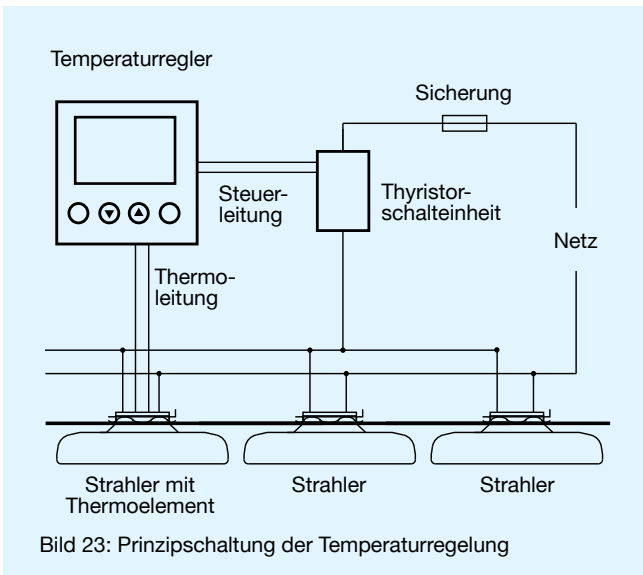 Temperaturregler
Sicherung
Steuer-
leitung
Thyristor-
schalteinheit
Netz
Thermo-
leitung
Strahler mit
Thermoelement
Strahler
Strahler
Bild 23: Prinzipschaltung der Temperaturregelung